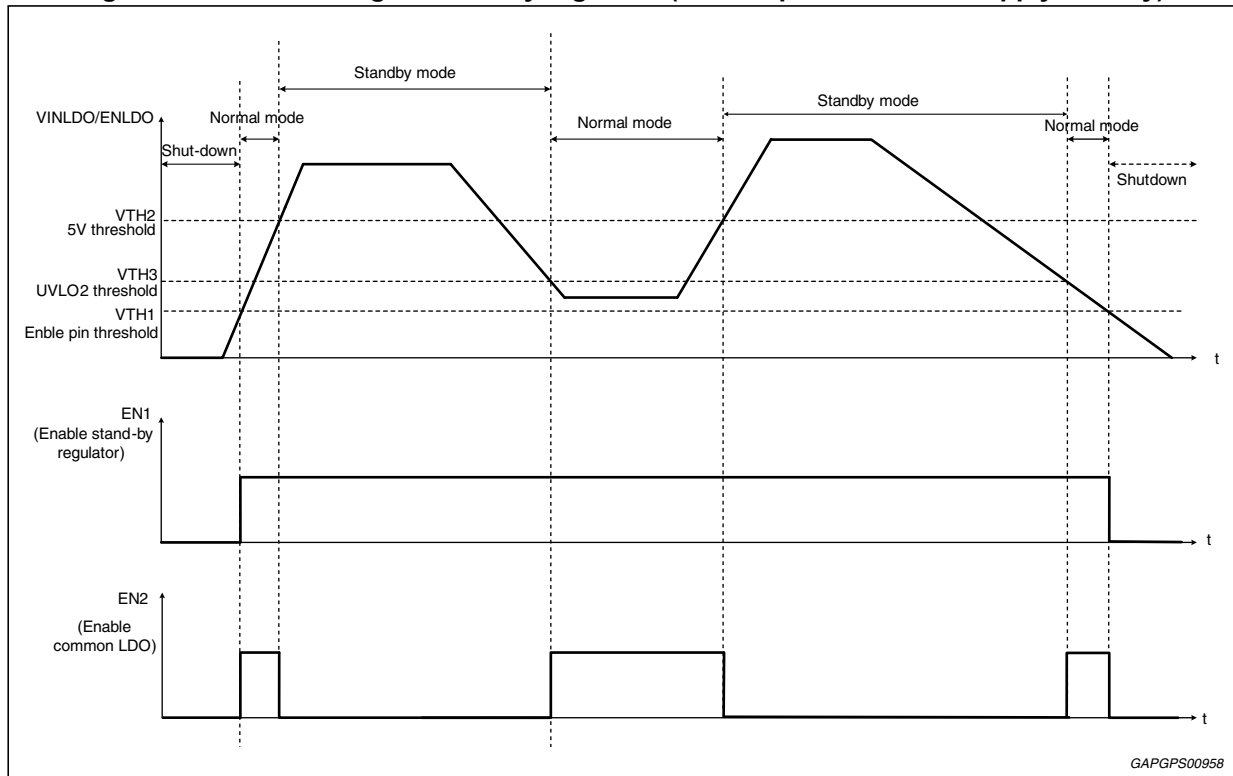 Standby mode
Standby mode
VINLDO/ENLDO
Normal mode
Normal mode
Normal mode
Shut-down
Shutdown
VTH2
5V threshold
VTH3
UVLO2 threshold
VTH1
Enble pin threshold
t
EN1
(Enable stand-by
regulator)
t
EN2
(Enable
common LDO)
t
GAPGPS00958